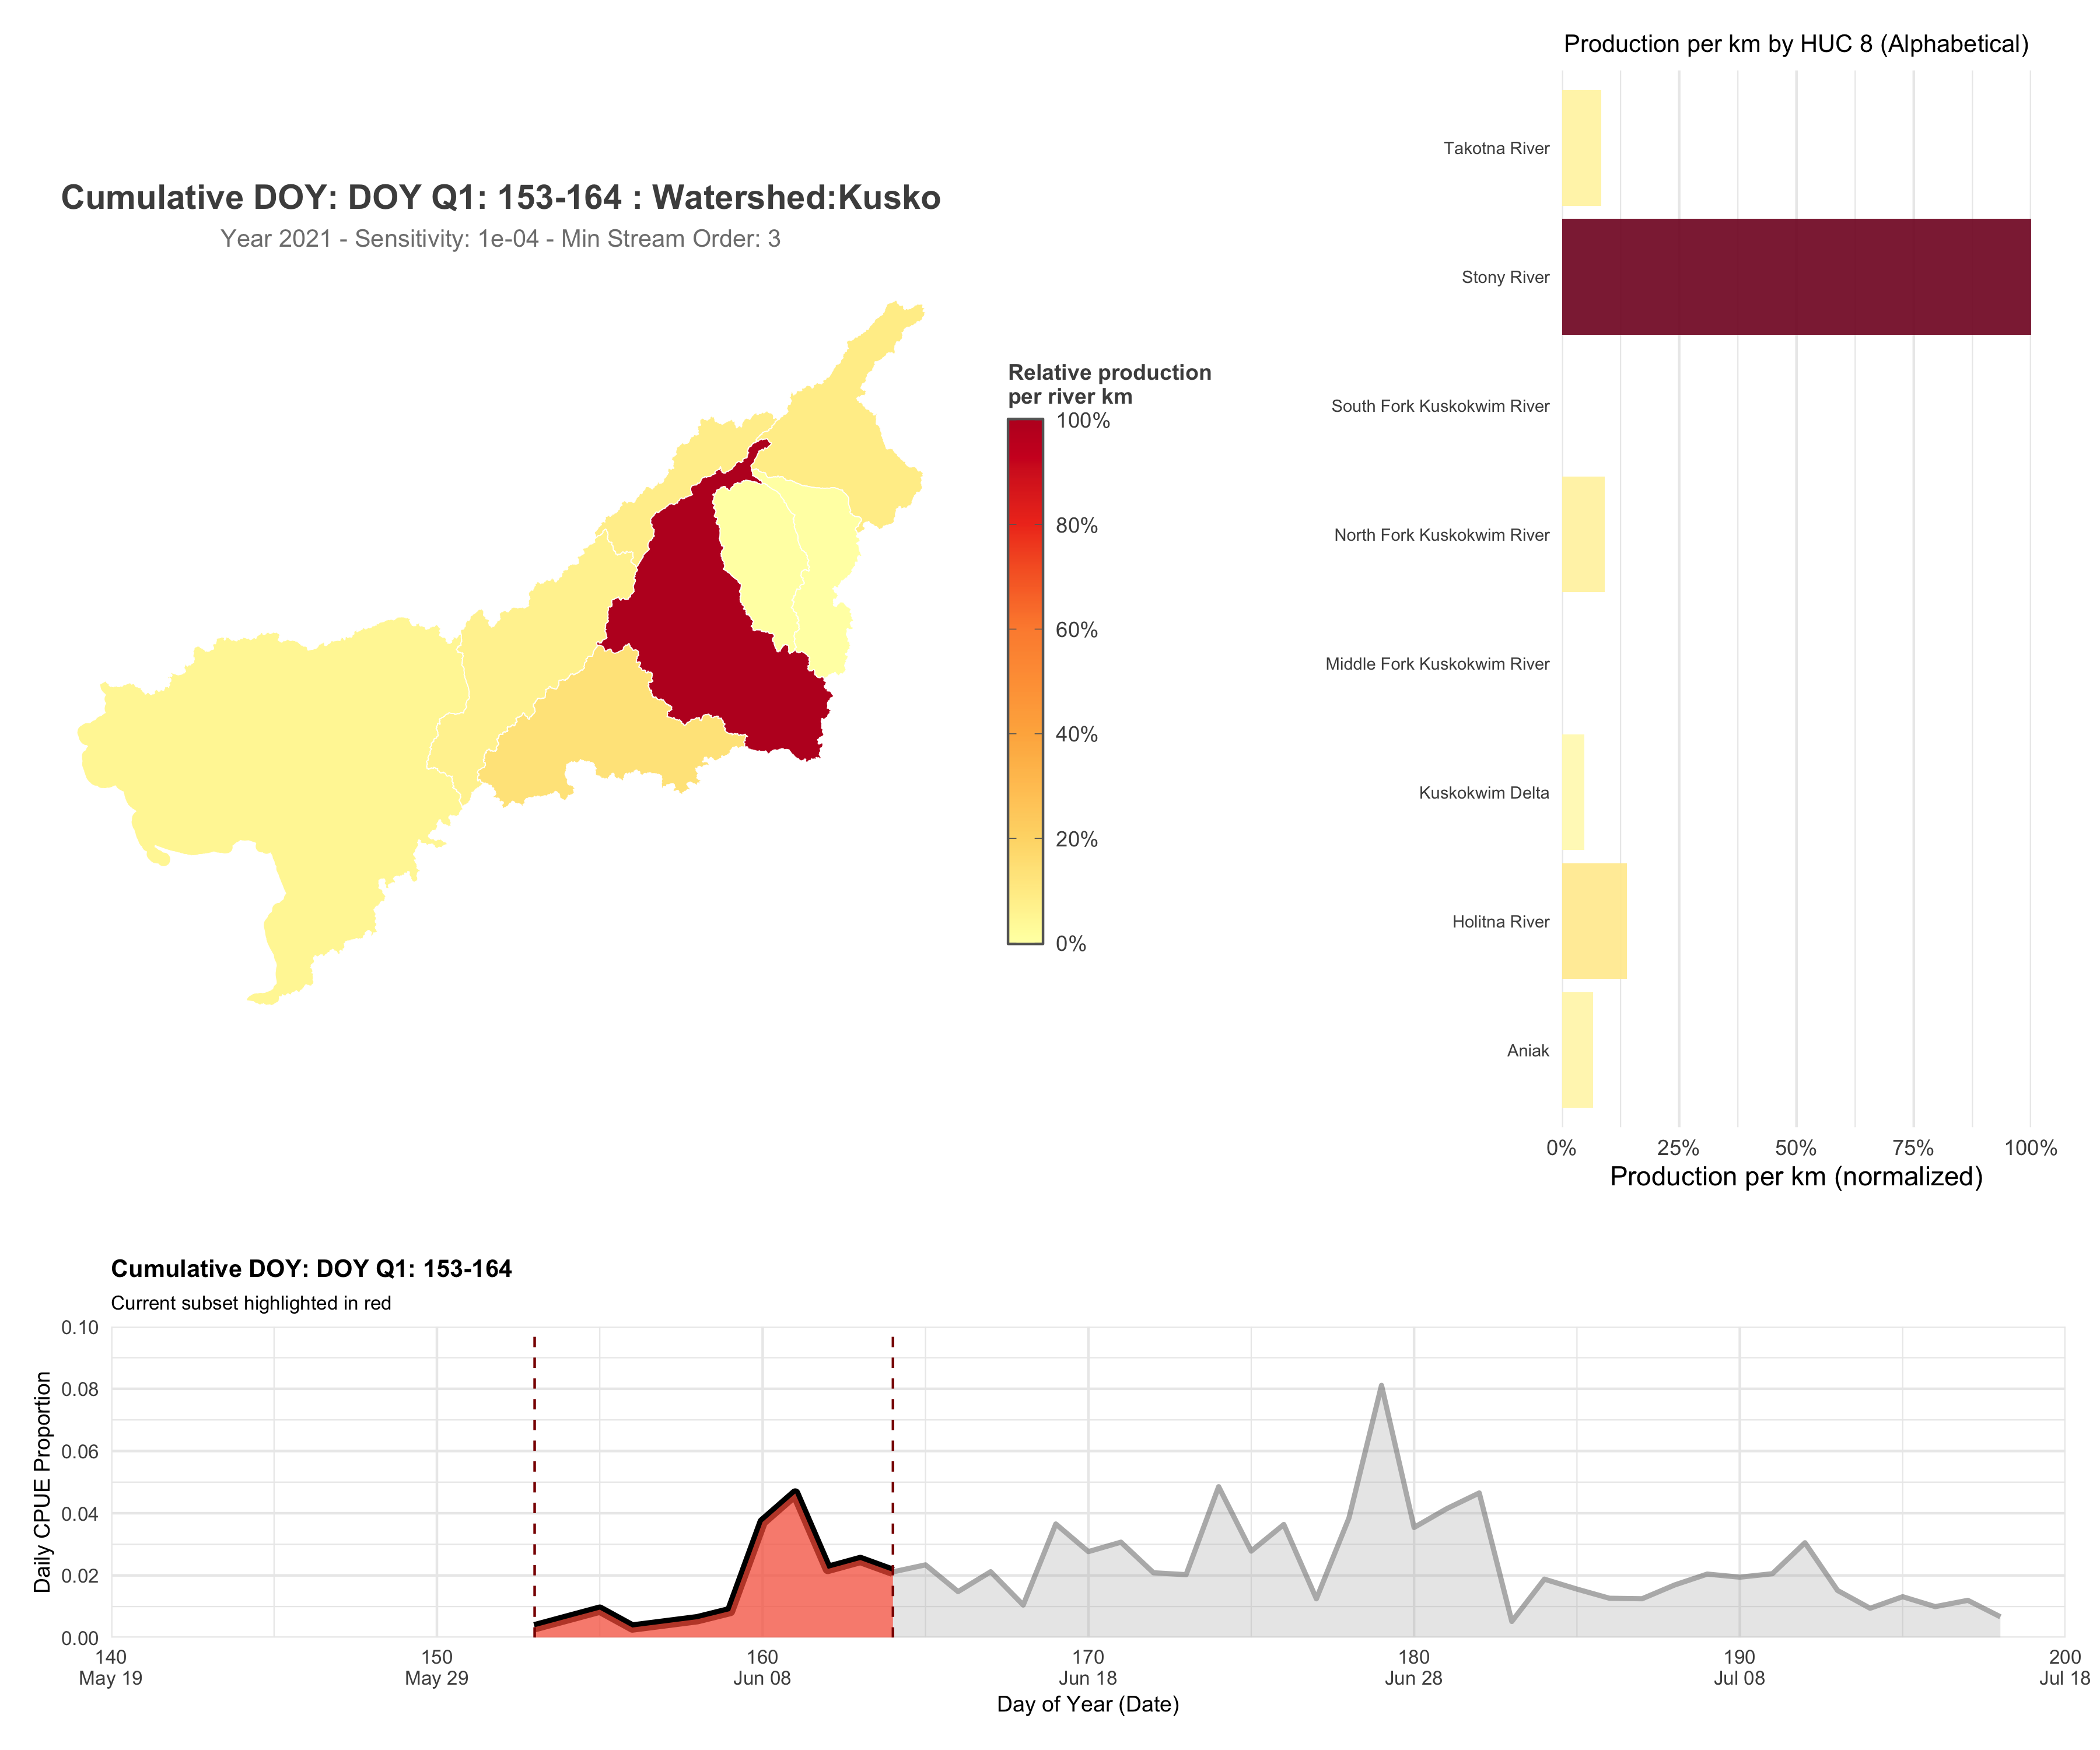 Production per km by HUC 8 (Alphabetical)
Takotna River
Stony River
South Fork Kuskokwim River
North Fork Kuskokwim River
Middle Fork Kuskokwim River
Kuskokwim Delta
Holitna River
Aniak
0%
25%
50%
75%
100%
Production per km (normalized)
Cumulative DOY: DOY Q1: 153-164 : Watershed:Kusko
Year 2021 - Sensitivity: 1e-04 - Min Stream Order: 3
Relative production
per river km
100%
80%
60%
40%
20%
0%
Cumulative DOY: DOY Q1: 153-164
Current subset highlighted in red
Daily CPUE Proportion
0.10
0.08
0.06
0.04
0.02
0.00
140
May 19
150
May 29
160
Jun 08
170
Jun 18
180
Jun 28
190
Jul 08
200
Jul 18
Day of Year (Date)